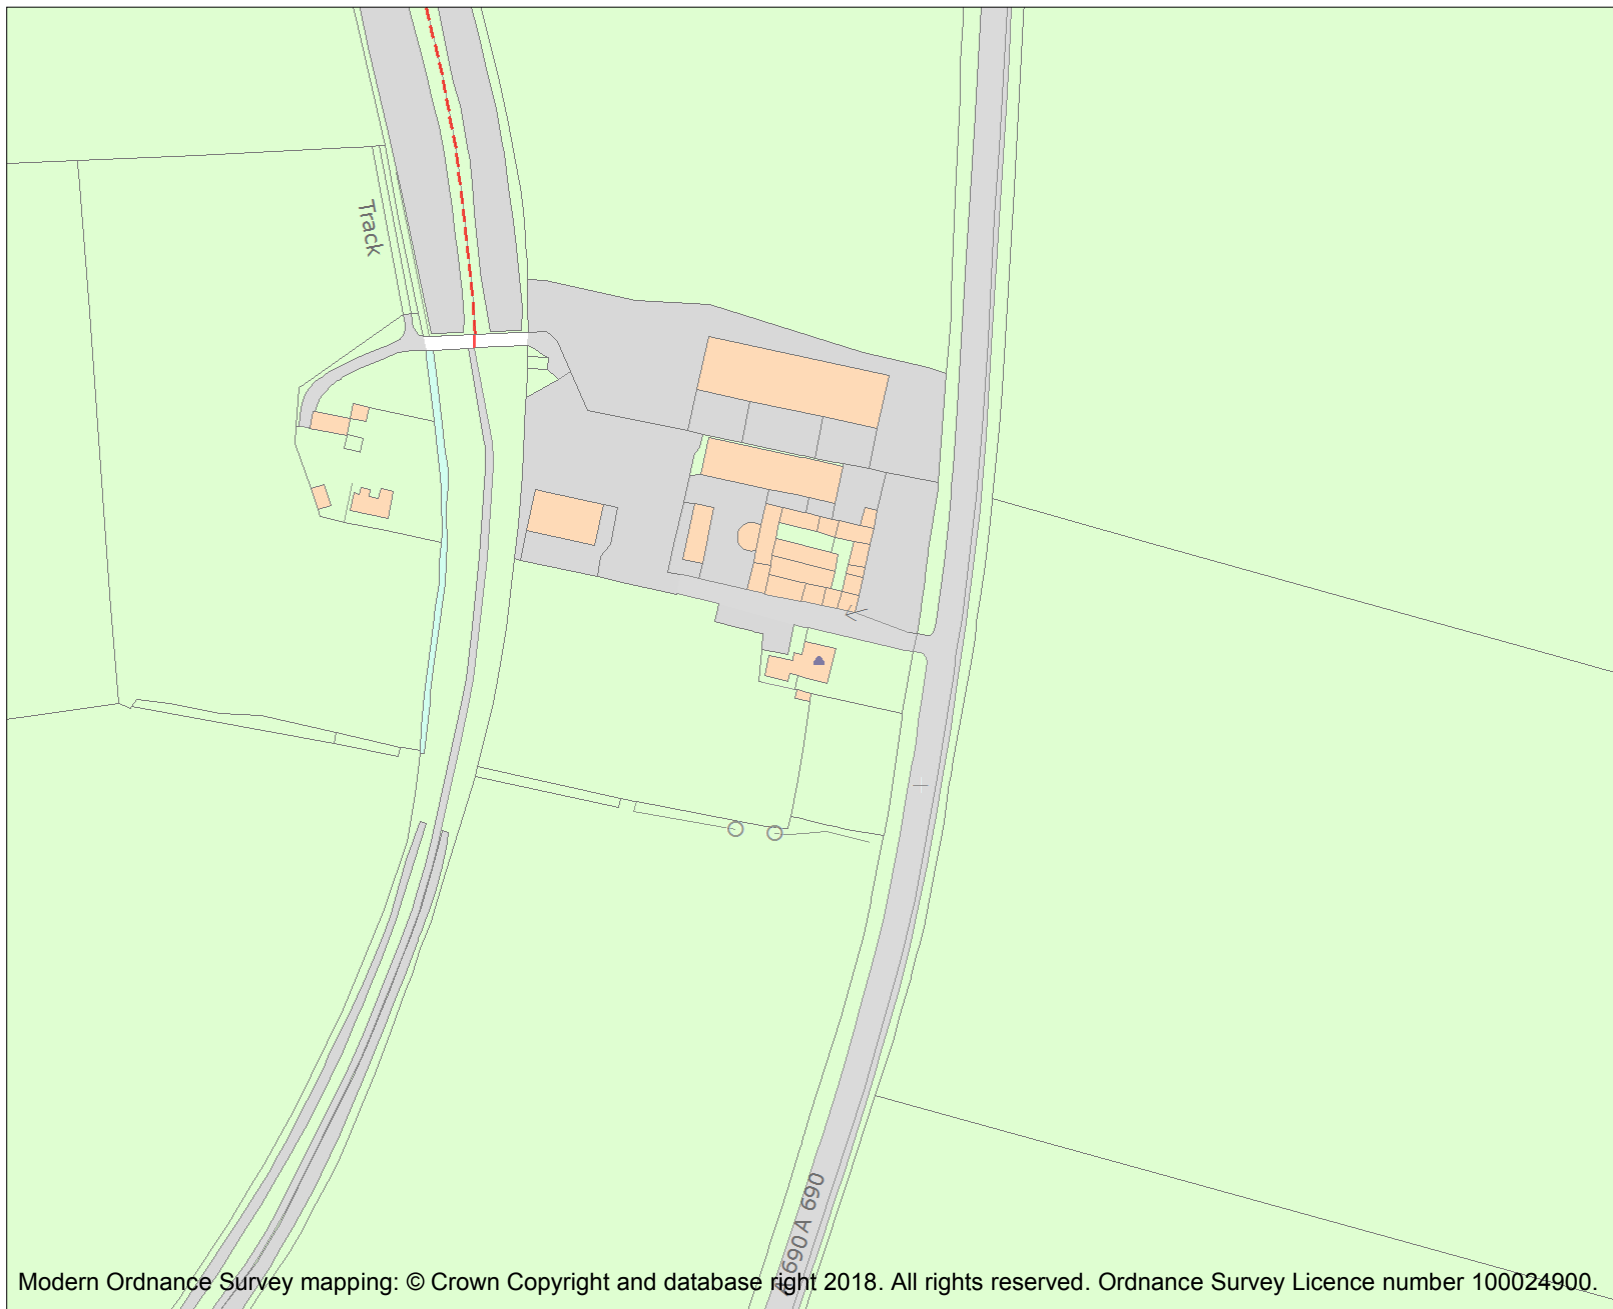 Track
A 690 A 690
Modern Ordnance Survey mapping: © Crown Copyright and database right 2018. All rights reserved. Ordnance Survey Licence number 100024900.